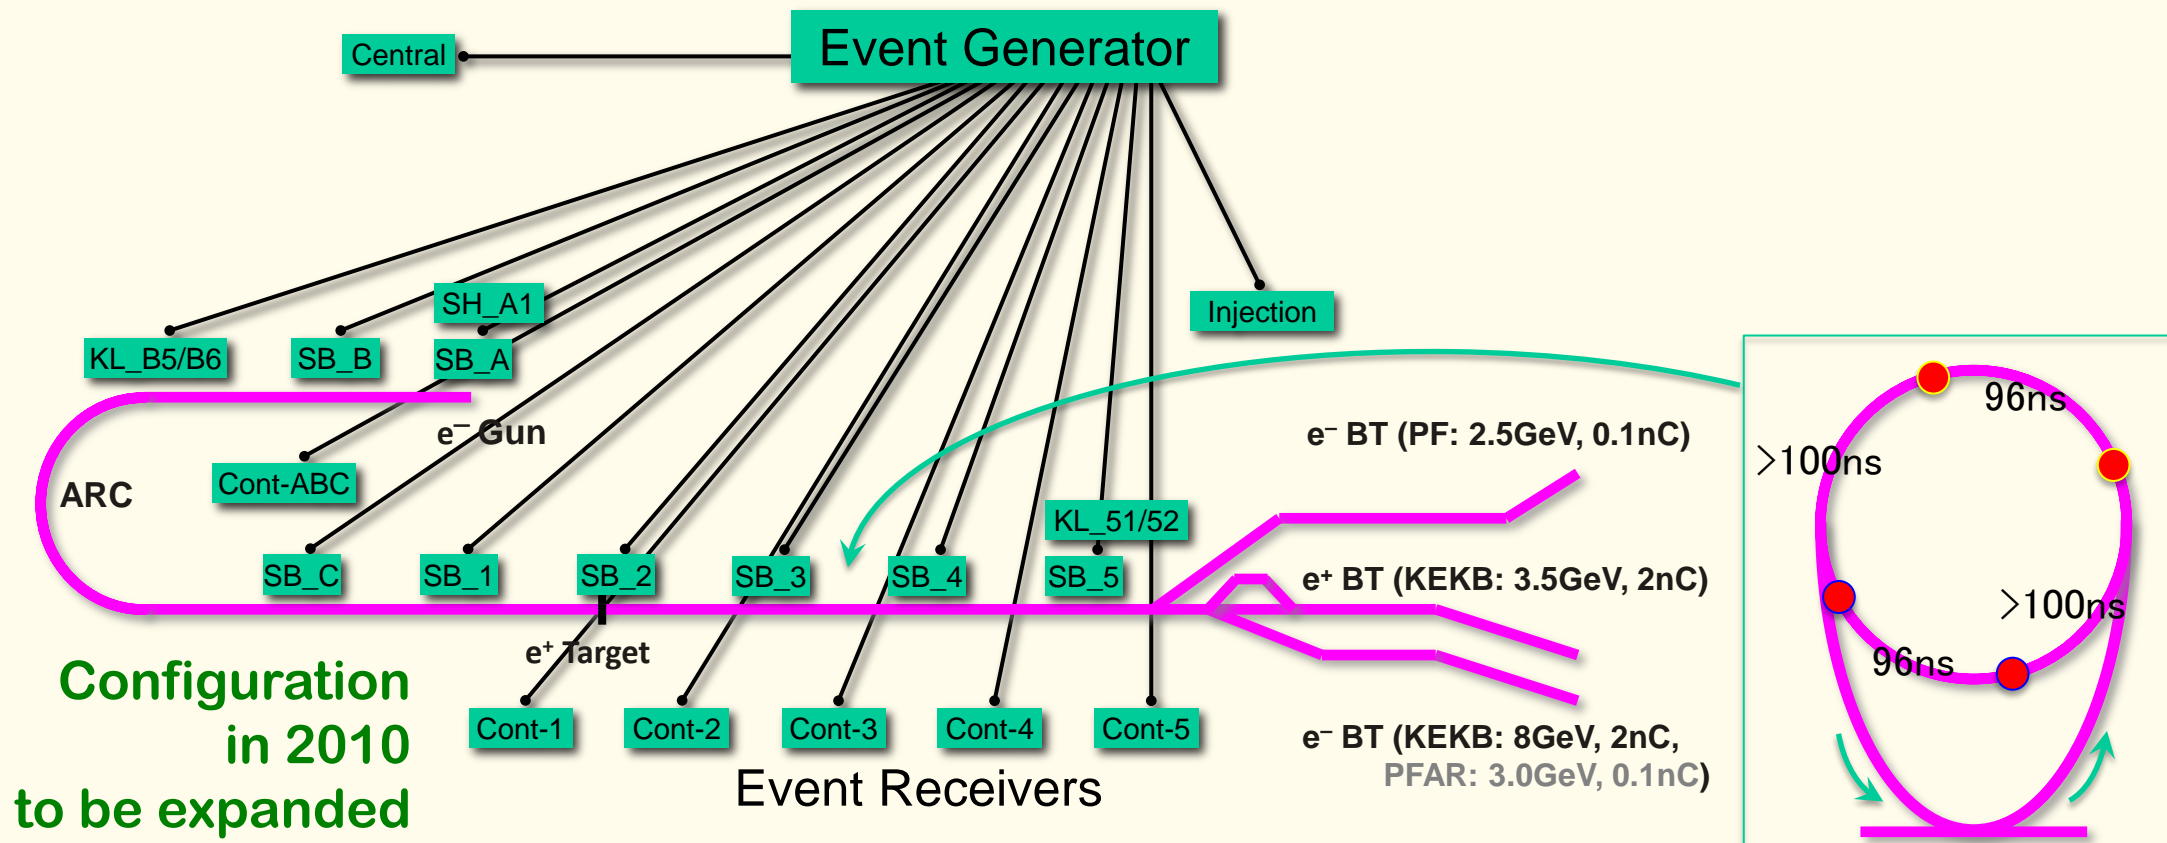 Event Generator
Central
SH_A1
Injection
KL_B5/B6
SB_B
SB_A
e– Gun
Cont-ABC
ARC
KL_51/52
SB_C
SB_1
SB_2
SB_3
SB_4
SB_5
e+ Target
Cont-1
Cont-2
Cont-3
Cont-4
Cont-5
Event Receivers
Configuration
in 2010
to be expanded
e– BT (PF: 2.5GeV, 0.1nC)
e+ BT (KEKB: 3.5GeV, 2nC)
e– BT (KEKB: 8GeV, 2nC,
PFAR: 3.0GeV, 0.1nC)
96ns
>100ns
>100ns
96ns